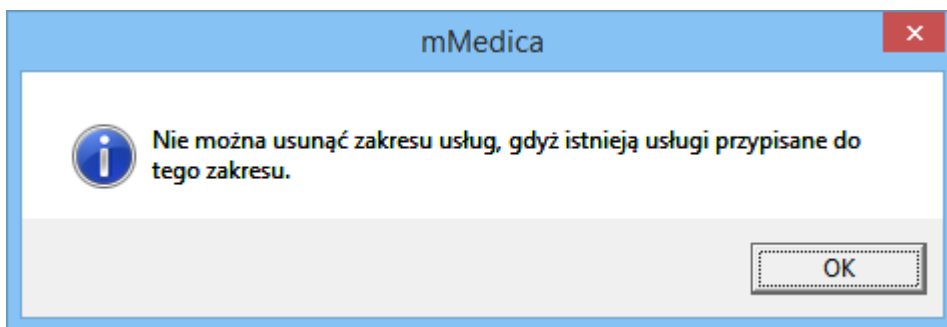 mMedica
Nie można usunąć zakresu usług, gdyż istnieją usługi przypisane do
tego zakresu.
OK